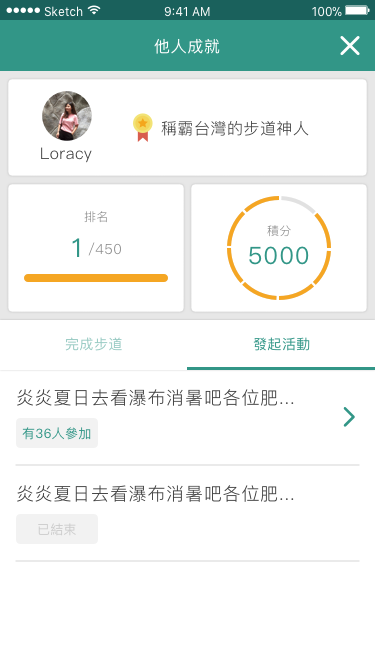 Sketch 9:41 AM 100%
他人成就
Loracy
稱霸台灣的步道神人
排名
1 /450
積分
5000
完成步道 發起活動
炎炎夏日去看瀑布消暑吧各位肥...
有36人參加
炎炎夏日去看瀑布消暑吧各位肥...
已結束